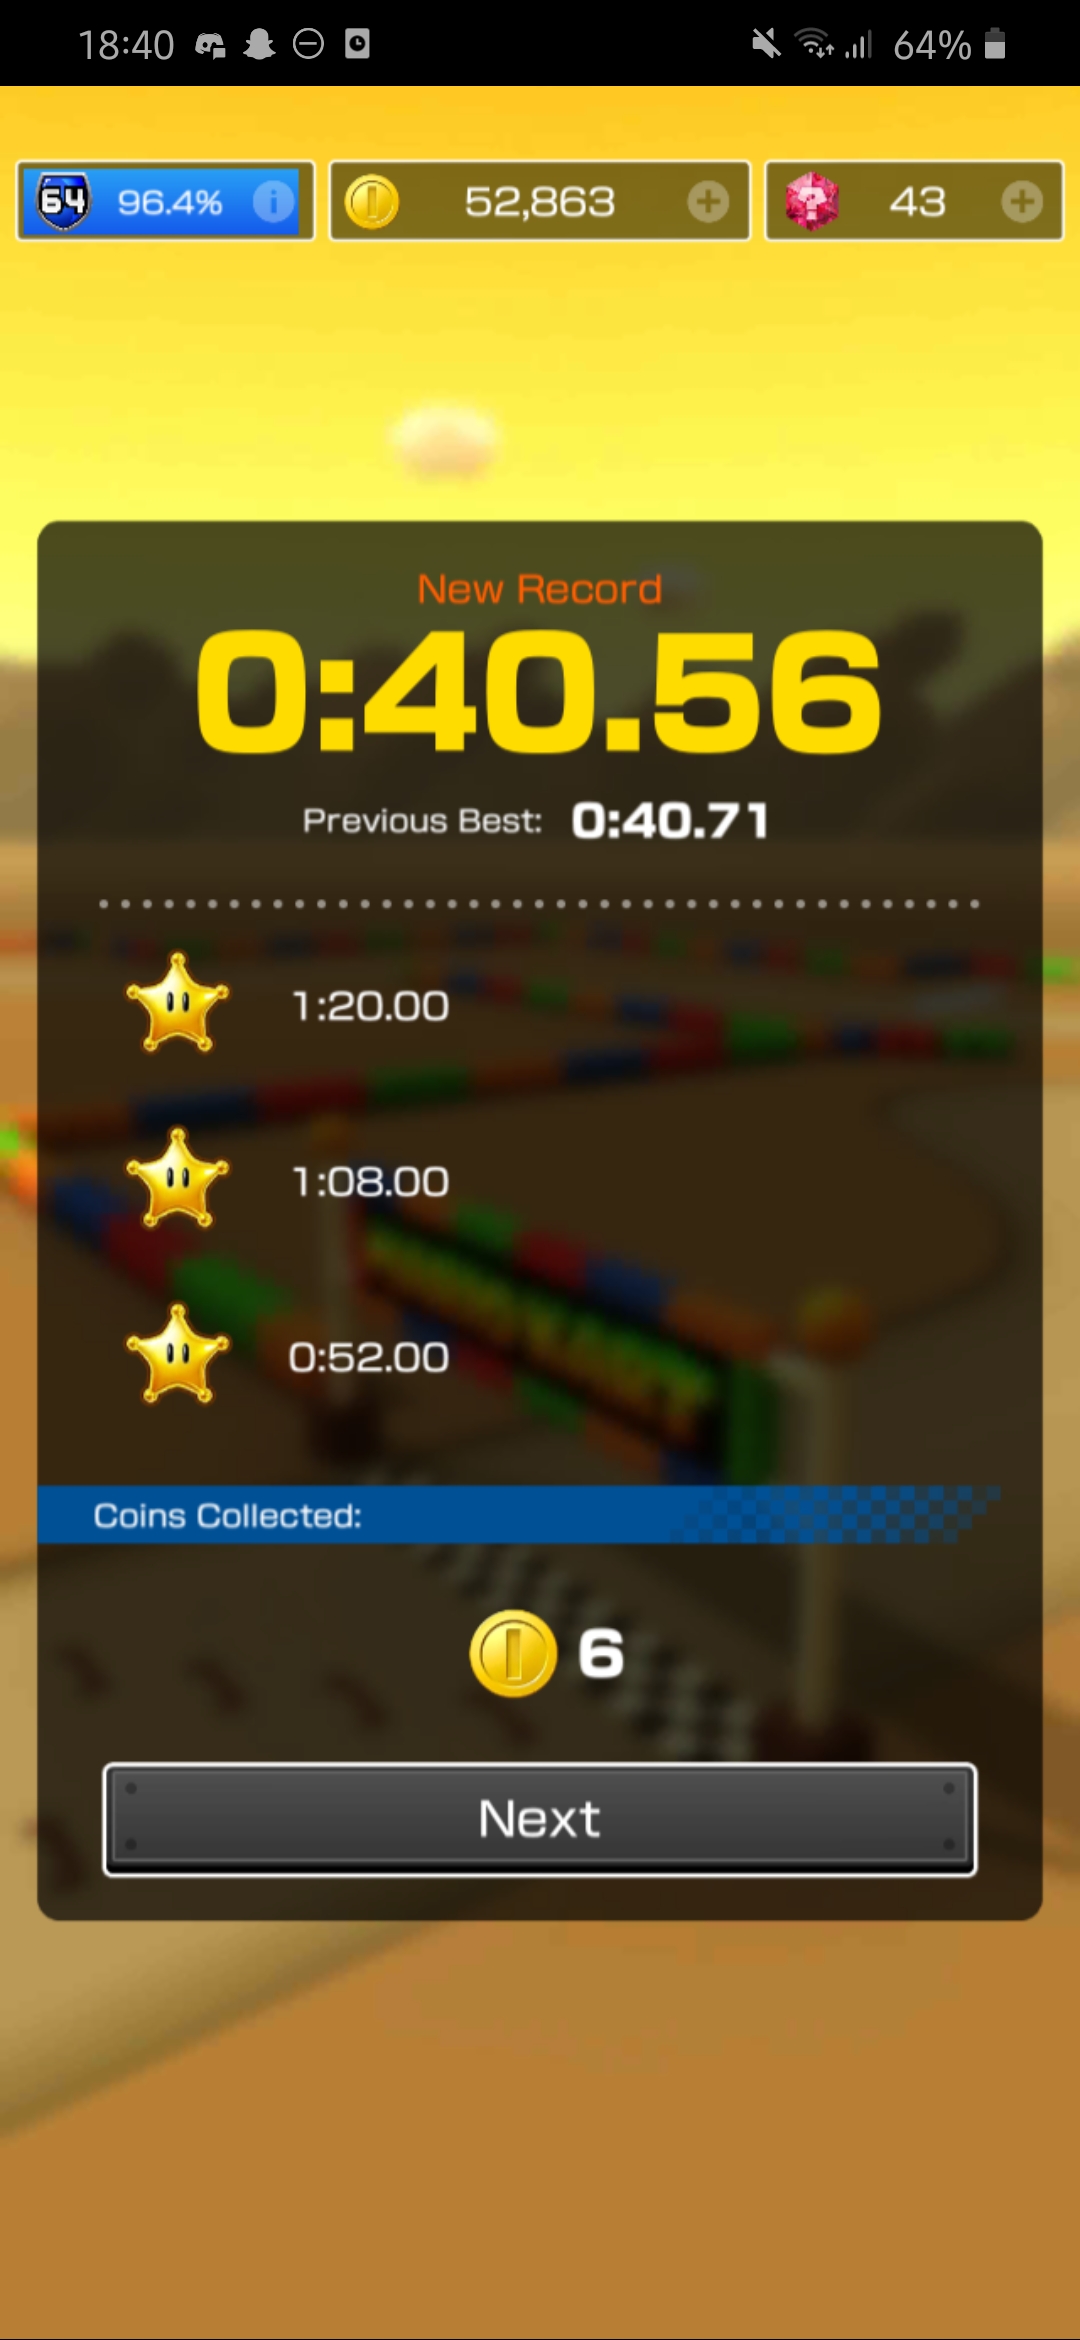 18:40 64%
64 96.4% i 52,863 + 43 +
New Record
0:40.56
Previous Best: 0:40.71
1:20.00
1:08.00
0:52.00
Coins Collected:
6
Next